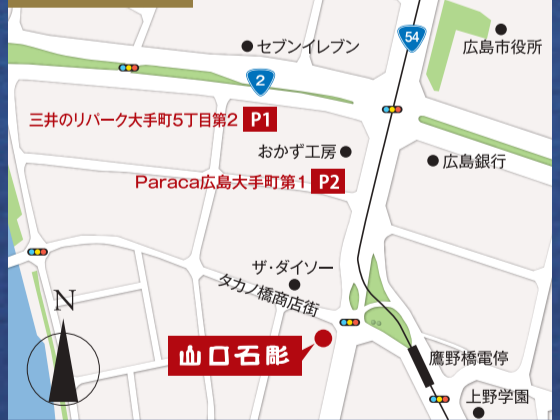 54
セブンイレブン
広島市役所
2
三井のリパーク大手町5丁目第2 P1
おかず工房
広島銀行
Paraca広島大手町第1 P2
ザ・ダイソー
タカノ橋商店街
N
山口石彫
鷹野橋電停
上野学園